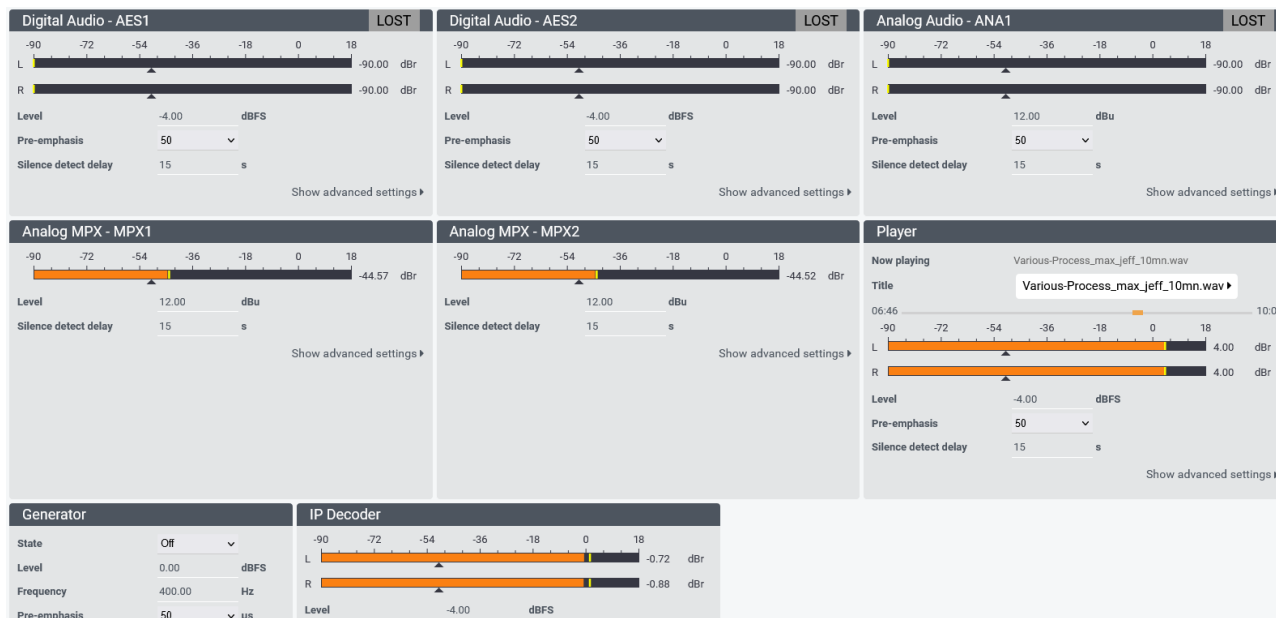 Digital Audio - AES1 LOST
-90 -72 -54 -36 -18 0 18
L -90.00 dBr
R -90.00 dBr
Level -4.00 dBFS
Pre-emphasis 50
Silence detect delay 15 s
Show advanced settings
Digital Audio - AES2 LOST
-90 -72 -54 -36 -18 0 18
L -90.00 dBr
R -90.00 dBr
Level -4.00 dBFS
Pre-emphasis 50
Silence detect delay 15 s
Show advanced settings
Analog Audio - ANA1 LOST
-90 -72 -54 -36 -18 0 18
L -90.00 dBr
R -90.00 dBr
Level 12.00 dBu
Pre-emphasis 50
Silence detect delay 15 s
Show advanced settings
Analog MPX - MPX1
-90 -72 -54 -36 -18 0 18
-44.57 dBr
Level 12.00 dBu
Silence detect delay 15 s
Show advanced settings
Analog MPX - MPX2
-90 -72 -54 -36 -18 0 18
-44.52 dBr
Level 12.00 dBu
Silence detect delay 15 s
Show advanced settings
Player
Now playing Various-Process_max_jeff_10mn.wav
Title Various-Process_max_jeff_10mn.wav
06:46 10:0
-90 -72 -54 -36 -18 0 18
L 4.00 dBr
R 4.00 dBr
Level -4.00 dBFS
Pre-emphasis 50
Silence detect delay 15 s
Show advanced settings
Generator
State Off
Level 0.00 dBFS
Frequency 400.00 Hz
Pre-emphasis 50 us
IP Decoder
-90 -72 -54 -36 -18 0 18
L -0.72 dBr
R -0.88 dBr
Level -4.00 dBFS